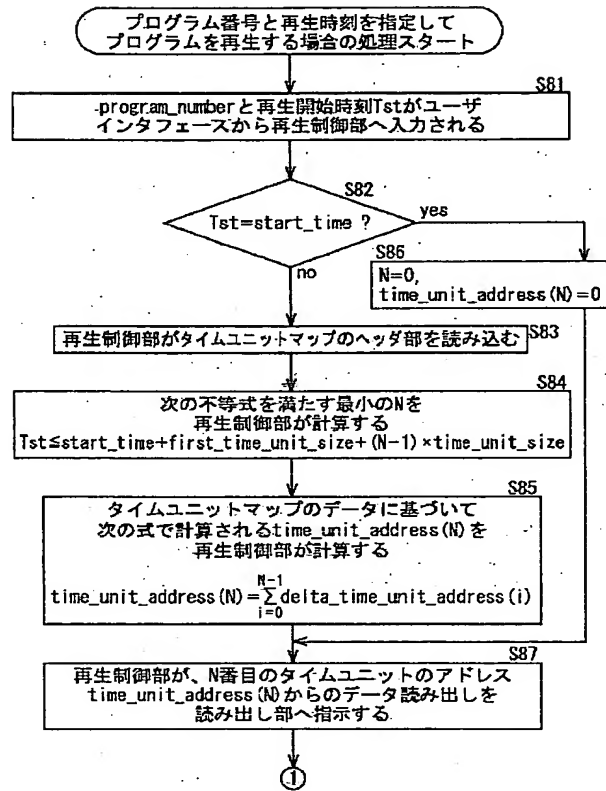 プログラム番号と再生時刻を指定して
プログラムを再生する場合の処理スタート
S81
program_numberと再生開始時刻Tstがユーザ
インタフェースから再生制御部へ入力される
S82
Tst=start_time ?
yes
no
S86
N=0,
time_unit_address(N)=0
再生制御部がタイムユニットマップのヘッダ部を読み込む
S83
S84
次の不等式を満たす最小のNを
再生制御部が計算する
Tst≦start_time+first_time_unit_size+(N-1)×time_unit_size
S85
タイムユニットマップのデータに基づいて
次の式で計算されるtime_unit_address(N)を
再生制御部が計算する
N-1
time_unit_address(N)=Σdelta_time_unit_address(i)
i=0
S87
再生制御部が、N番目のタイムユニットのアドレス
time_unit_address(N)からのデータ読み出しを
読み出し部へ指示する
①